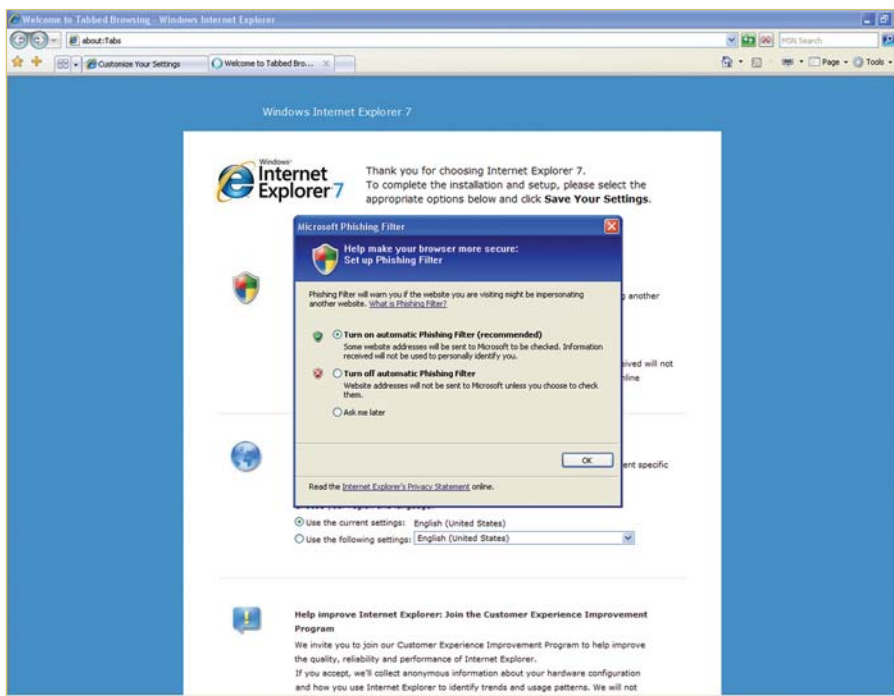 Welcome to Tabbed Browsing - Windows Internet Explorer
about:Tabs
MSN Search
Customize Your Settings
Welcome to Tabbed Bro...
Page
Tools
Windows Internet Explorer 7
Windows
Internet
Explorer 7
Thank you for choosing Internet Explorer 7.
To complete the installation and setup, please select the
appropriate options below and click Save Your Settings.
Microsoft Phishing Filter
Help make your browser more secure:
Set up Phishing Filter
Phishing Filter will warn you if the website you are visiting might be impersonating
another website. What is Phishing Filter?
another
Turn on automatic Phishing Filter (recommended)
Some website addresses will be sent to Microsoft to be checked. Information
received will not be used to personally identify you.
will not
Turn off automatic Phishing Filter
Website addresses will not be sent to Microsoft unless you choose to check
them.
Ask me later
OK
specific
Read the Internet Explorer's Privacy Statement online.
Use the current settings: English (United States)
Use the following settings: English (United States)
Help improve Internet Explorer: Join the Customer Experience Improvement
Program
We invite you to join our Customer Experience Improvement Program to help improve
the quality, reliability and performance of Internet Explorer.
If you accept, we'll collect anonymous information about your hardware configuration
and how you use Internet Explorer to identify trends and usage patterns. We will not